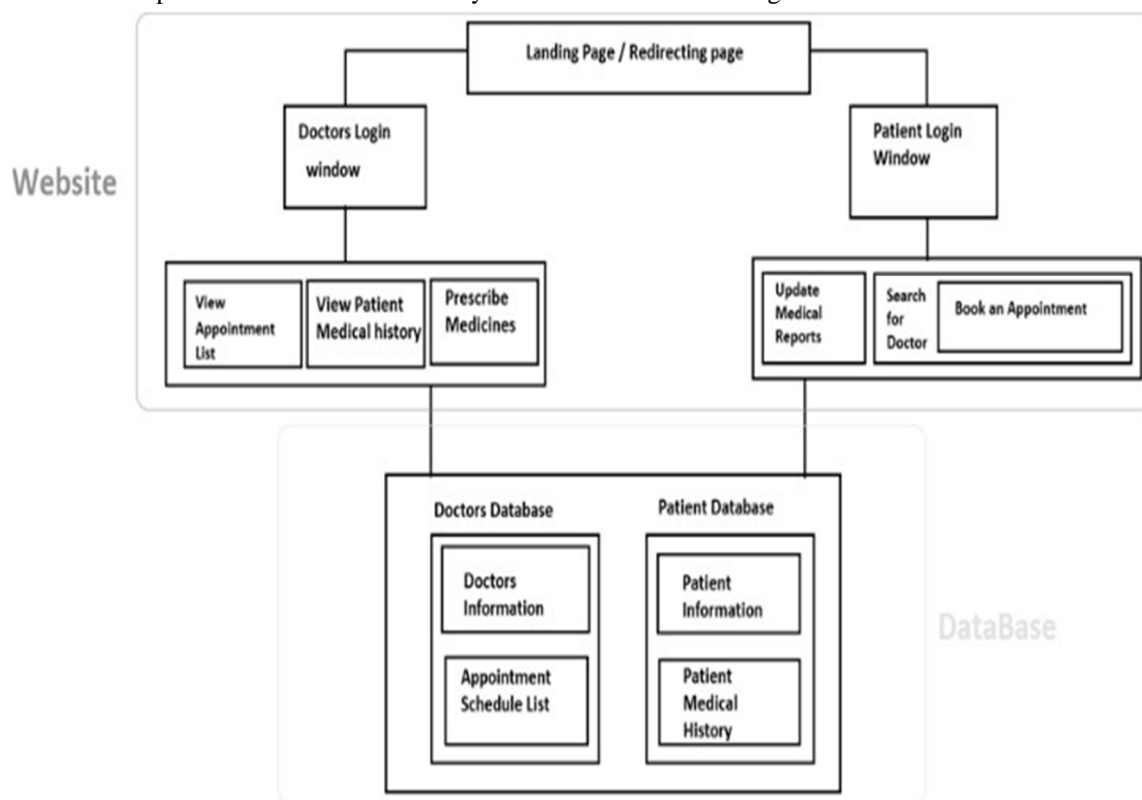 Landing Page / Redirecting page
Doctors Login
window
Patient Login
Window
Website
View
Appointment
List
View Patient
Medical history
Prescribe
Medicines
Update
Medical
Reports
Search
for
Doctor
Book an Appointment
Doctors Database
Patient Database
Doctors
Information
Patient
Information
DataBase
Appointment
Schedule List
Patient
Medical
History